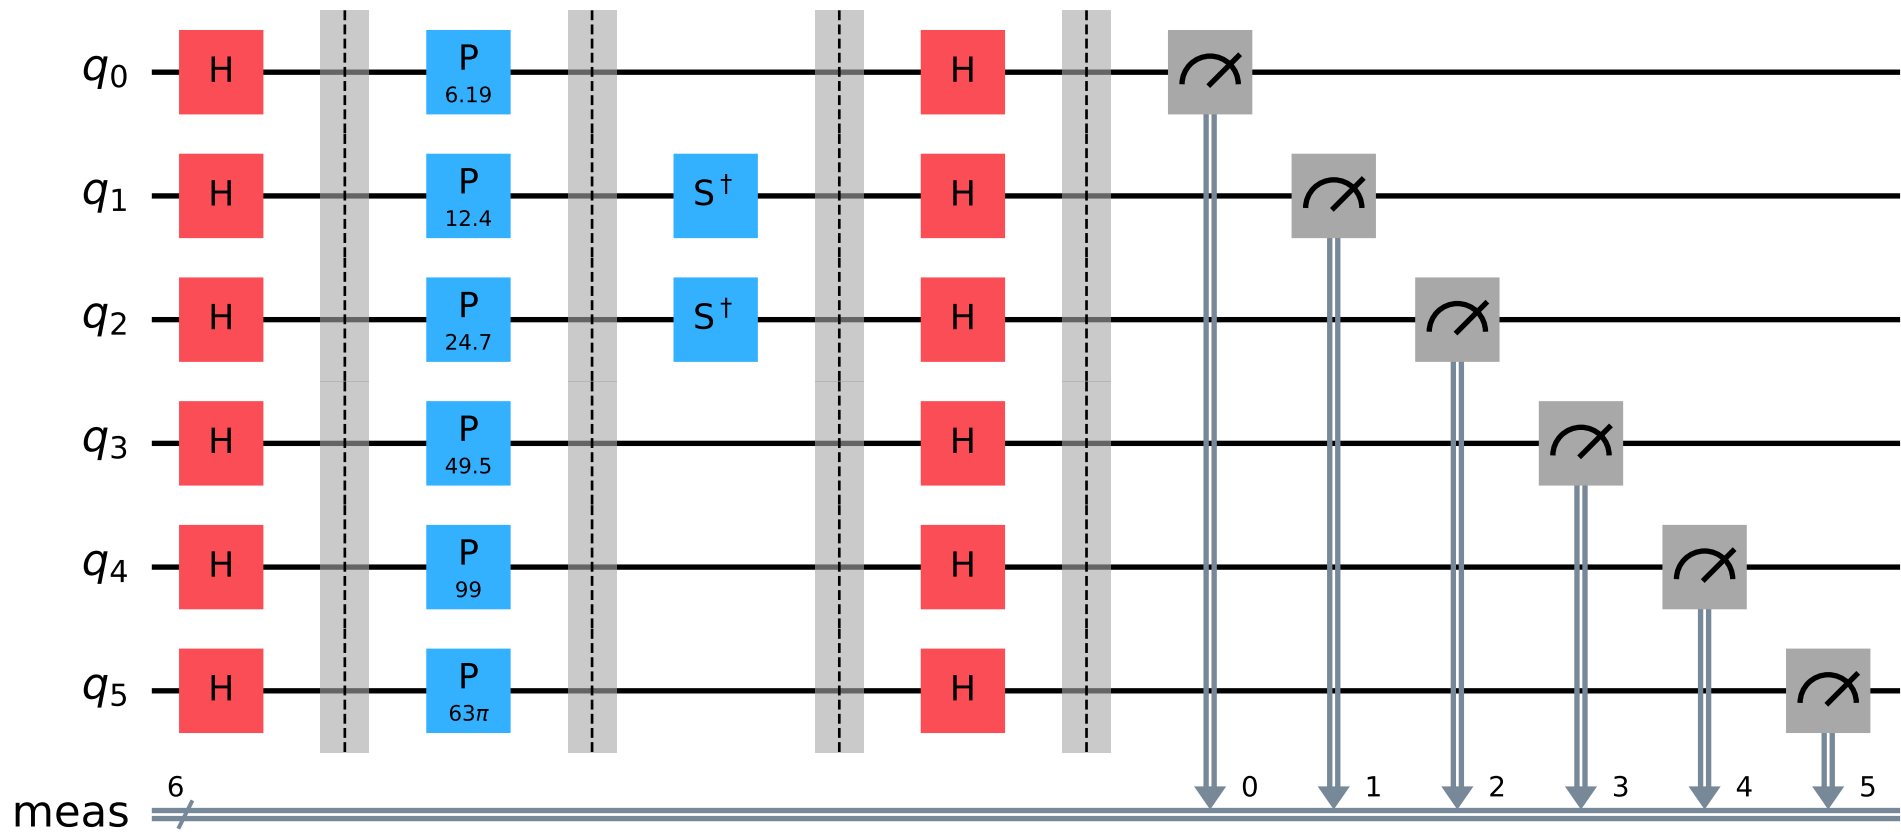 q0 H P 6.19 H
q1 H P 12.4 S† H
q2 H P 24.7 S† H
q3 H P 49.5 H
q4 H P 99 H
q5 H P 63π H
meas 6 0 1 2 3 4 5